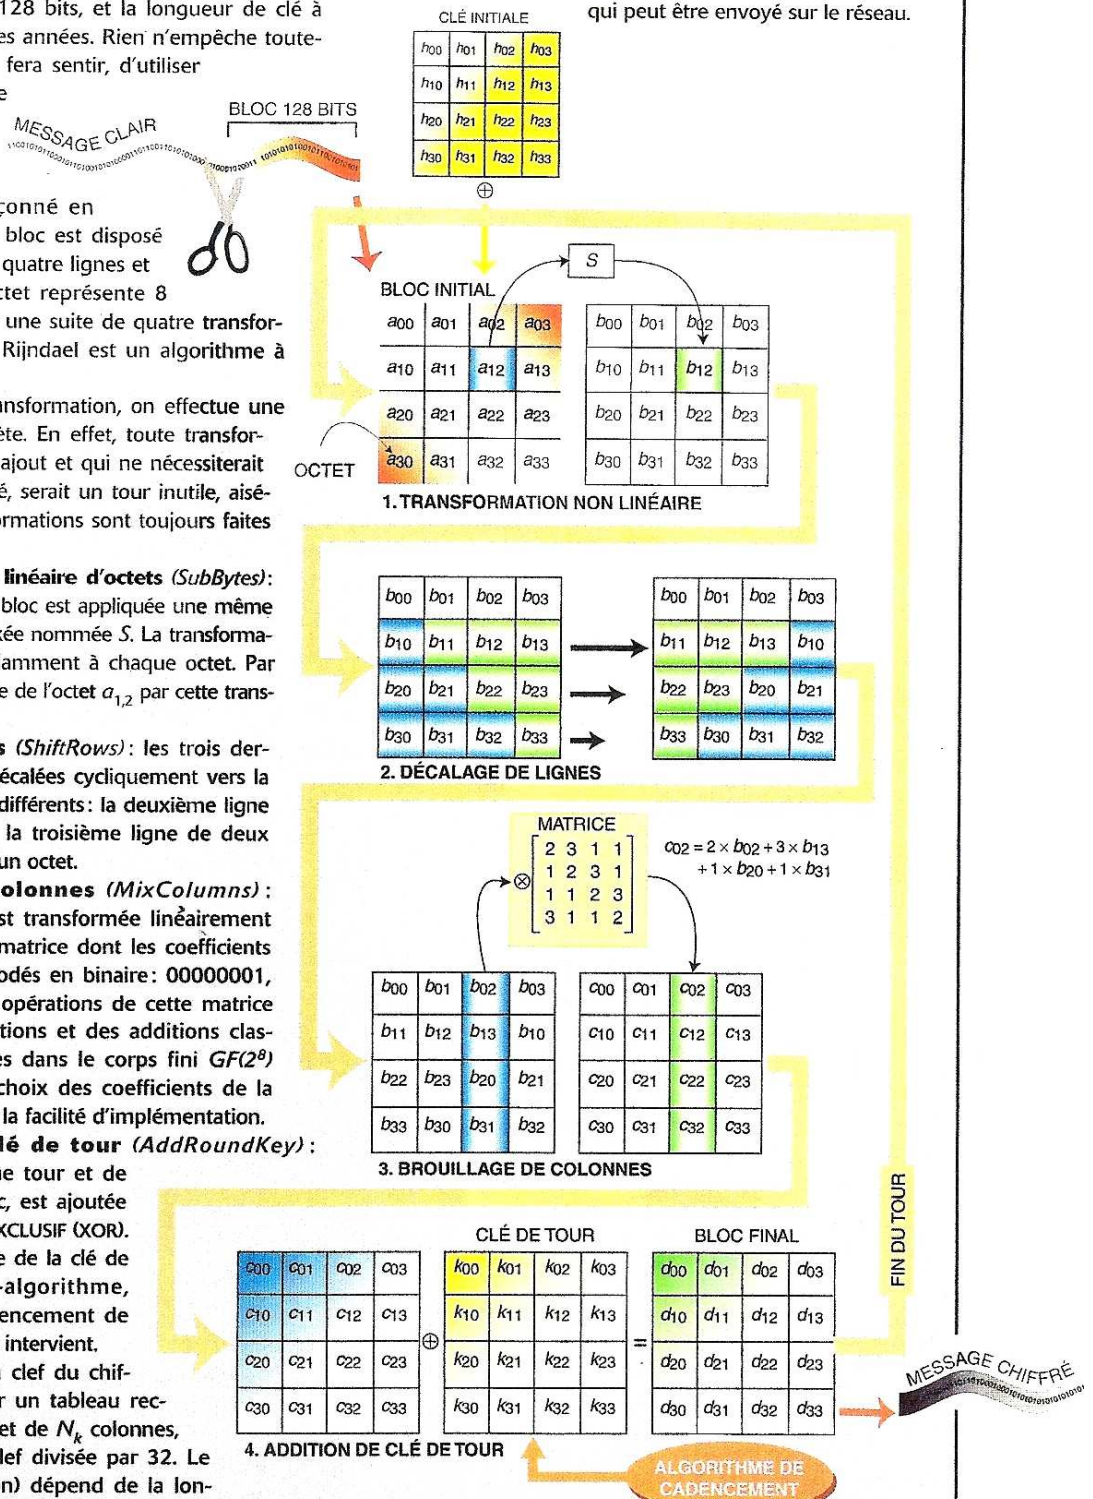 128 bits, et la longueur de clé à
es années. Rien n'empêche toute-
fera sentir, d'utiliser
e
qui peut être envoyé sur le réseau.
CLÉ INITIALE
h00 h01 h02 h03
h10 h11 h12 h13
h20 h21 h22 h23
h30 h31 h32 h33
⊕
MESSAGE CLAIR
BLOC 128 BITS
çonné en
bloc est disposé
quatre lignes et
ctet représente 8
une suite de quatre transfor-
Rijndael est un algorithme à
ansformation, on effectue une
ète. En effet, toute transfor-
ajout et qui ne nécessiterait
é, serait un tour inutile, aisé-
ormations sont toujours faites
linéaire d'octets (SubBytes):
bloc est appliquée une même
xée nommée S. La transforma-
damment à chaque octet. Par
e de l'octet a1,2 par cette trans-
s (ShiftRows): les trois der-
écalées cycliquement vers la
différents: la deuxième ligne
la troisième ligne de deux
un octet.
olonnes (MixColumns):
st transformée linéairement
matrice dont les coefficients
odés en binaire: 00000001,
opérations de cette matrice
tions et des additions clas-
es dans le corps fini GF(2⁸)
choix des coefficients de la
la facilité d'implémentation.
lé de tour (AddRoundKey):
ue tour et de
c, est ajoutée
XCLUSIF (XOR).
e de la clé de
-algorithme,
encement de
intervient.
clef du chif-
r un tableau rec-
et de Nk colonnes,
lef divisée par 32. Le
n) dépend de la lon-
S
BLOC INITIAL
a00 a01 a02 a03
a10 a11 a12 a13
a20 a21 a22 a23
a30 a31 a32 a33
OCTET
b00 b01 b02 b03
b10 b11 b12 b13
b20 b21 b22 b23
b30 b31 b32 b33
1. TRANSFORMATION NON LINÉAIRE
b00 b01 b02 b03
b10 b11 b12 b13
b20 b21 b22 b23
b30 b31 b32 b33
b00 b01 b02 b03
b11 b12 b13 b10
b22 b23 b20 b21
b33 b30 b31 b32
2. DÉCALAGE DE LIGNES
MATRICE
2 3 1 1
1 2 3 1
1 1 2 3
3 1 1 2
⊗
c02 = 2 × b02 + 3 × b13
+ 1 × b20 + 1 × b31
b00 b01 b02 b03
b11 b12 b13 b10
b22 b23 b20 b21
b33 b30 b31 b32
c00 c01 c02 c03
c10 c11 c12 c13
c20 c21 c22 c23
c30 c31 c32 c33
3. BROUILLAGE DE COLONNES
c00 c01 c02 c03
c10 c11 c12 c13
c20 c21 c22 c23
c30 c31 c32 c33
⊕
CLÉ DE TOUR
k00 k01 k02 k03
k10 k11 k12 k13
k20 k21 k22 k23
k30 k31 k32 k33
=
BLOC FINAL
d00 d01 d02 d03
d10 d11 d12 d13
d20 d21 d22 d23
d30 d31 d32 d33
4. ADDITION DE CLÉ DE TOUR
FIN DU TOUR
MESSAGE CHIFFRÉ
ALGORITHME DE
CADENCEMENT